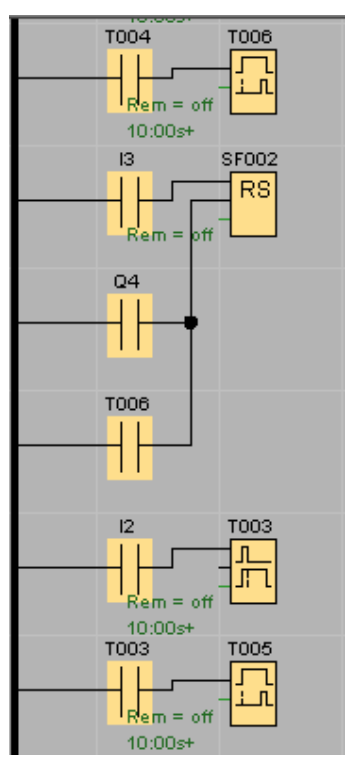 T004 T006
Rem = off
10:00s+
I3 SF002
RS
Rem = off
Q4
T006
I2 T003
Rem = off
10:00s+
T003 T005
Rem = off
10:00s+